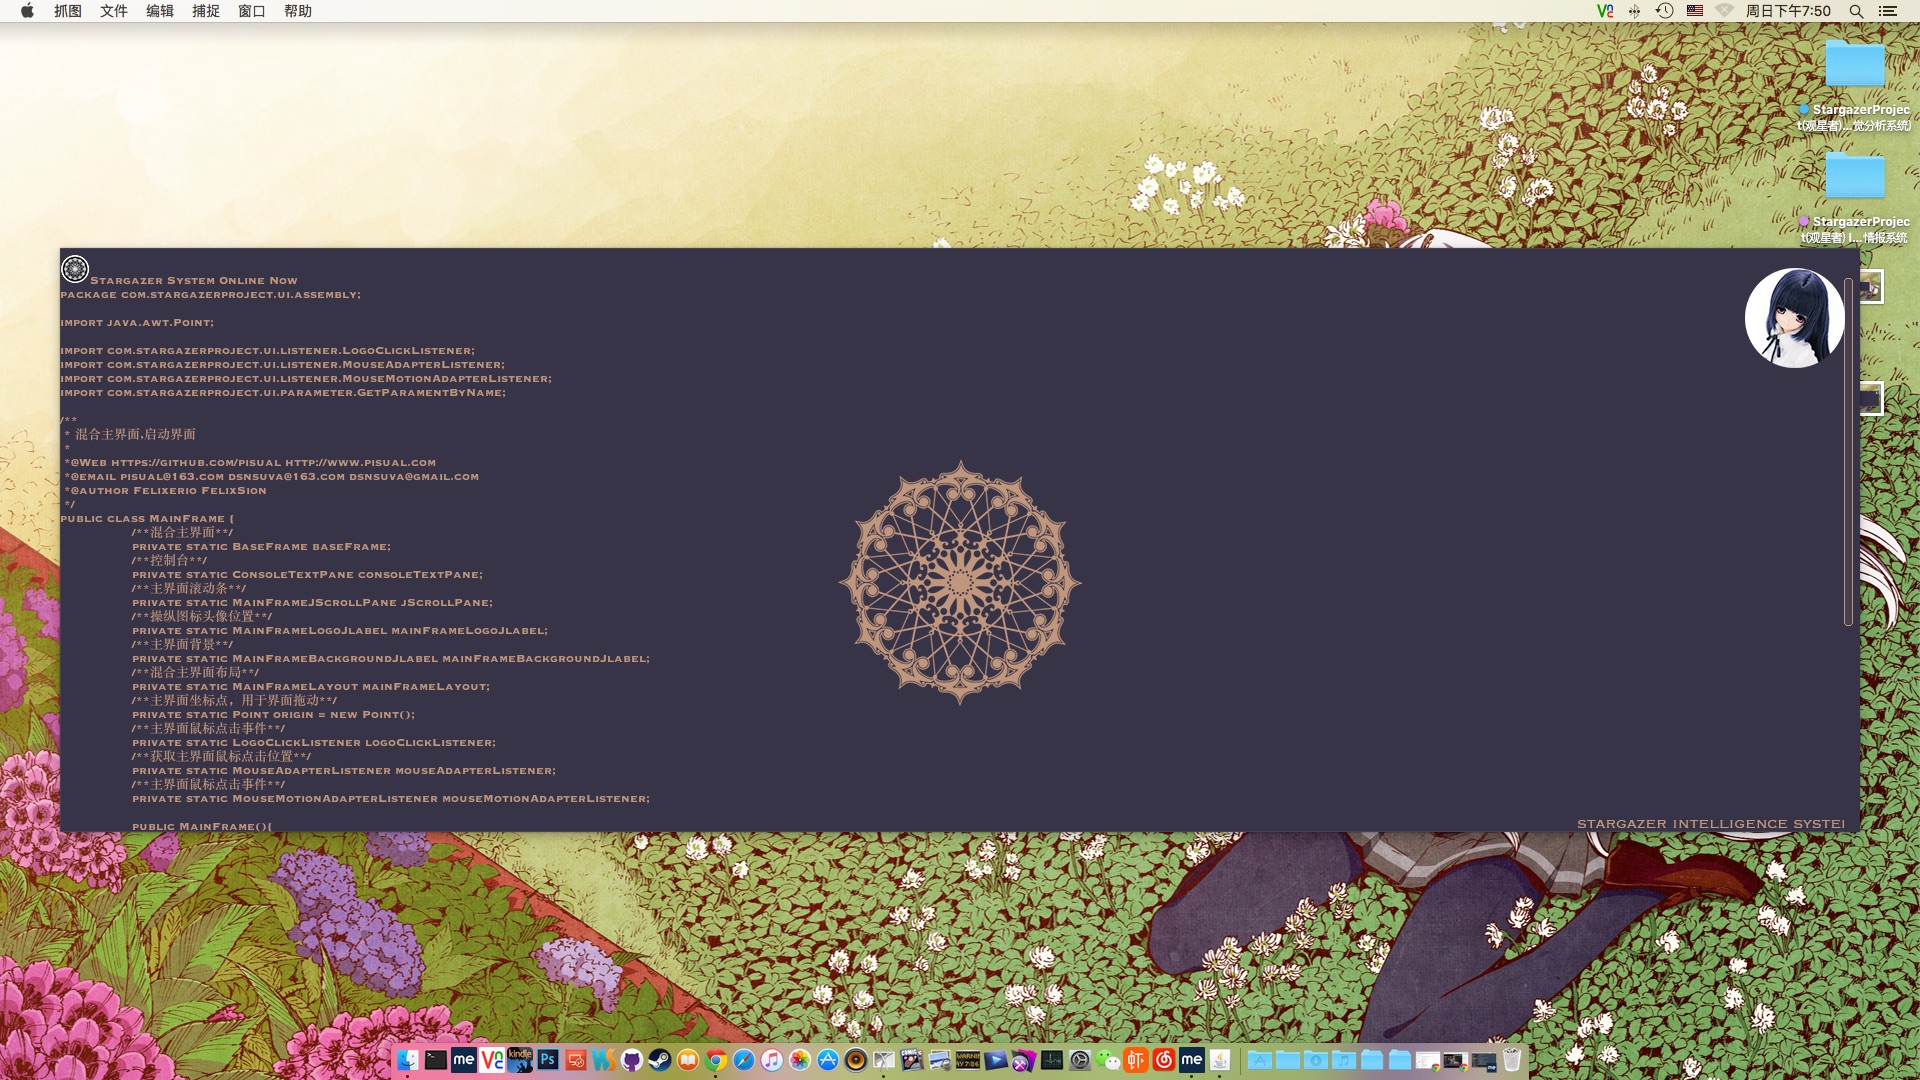 抓图 文件 编辑 捕捉 窗口 帮助
周日下午7:50
StargazerProjec
t(观星者)...觉分析系统)
StargazerProjec
t(观星者) I...情报系统
Stargazer System Online Now
package com.stargazerproject.ui.assembly;
import java.awt.Point;
import com.stargazerproject.ui.listener.LogoClickListener;
import com.stargazerproject.ui.listener.MouseAdapterListener;
import com.stargazerproject.ui.listener.MouseMotionAdapterListener;
import com.stargazerproject.ui.parameter.GetParamentByName;
/**
* 混合主界面,启动界面
*
*@Web https://github.com/pisual http://www.pisual.com
*@email pisual@163.com dsnsuva@163.com dsnsuva@gmail.com
*@author Felixerio FelixSion
*/
public class MainFrame {
/**混合主界面**/
private static BaseFrame baseFrame;
/**控制台**/
private static ConsoleTextPane consoleTextPane;
/**主界面滚动条**/
private static MainFrameJScrollPane jScrollPane;
/**操纵图标头像位置**/
private static MainFrameLogoJlabel mainFrameLogoJlabel;
/**主界面背景**/
private static MainFrameBackgroundJlabel mainFrameBackgroundJlabel;
/**混合主界面布局**/
private static MainFrameLayout mainFrameLayout;
/**主界面坐标点，用于界面拖动**/
private static Point origin = new Point();
/**主界面鼠标点击事件**/
private static LogoClickListener logoClickListener;
/**获取主界面鼠标点击位置**/
private static MouseAdapterListener mouseAdapterListener;
/**主界面鼠标点击事件**/
private static MouseMotionAdapterListener mouseMotionAdapterListener;
public MainFrame(){
STARGAZER INTELLIGENCE SYSTE
me kindle Ps me